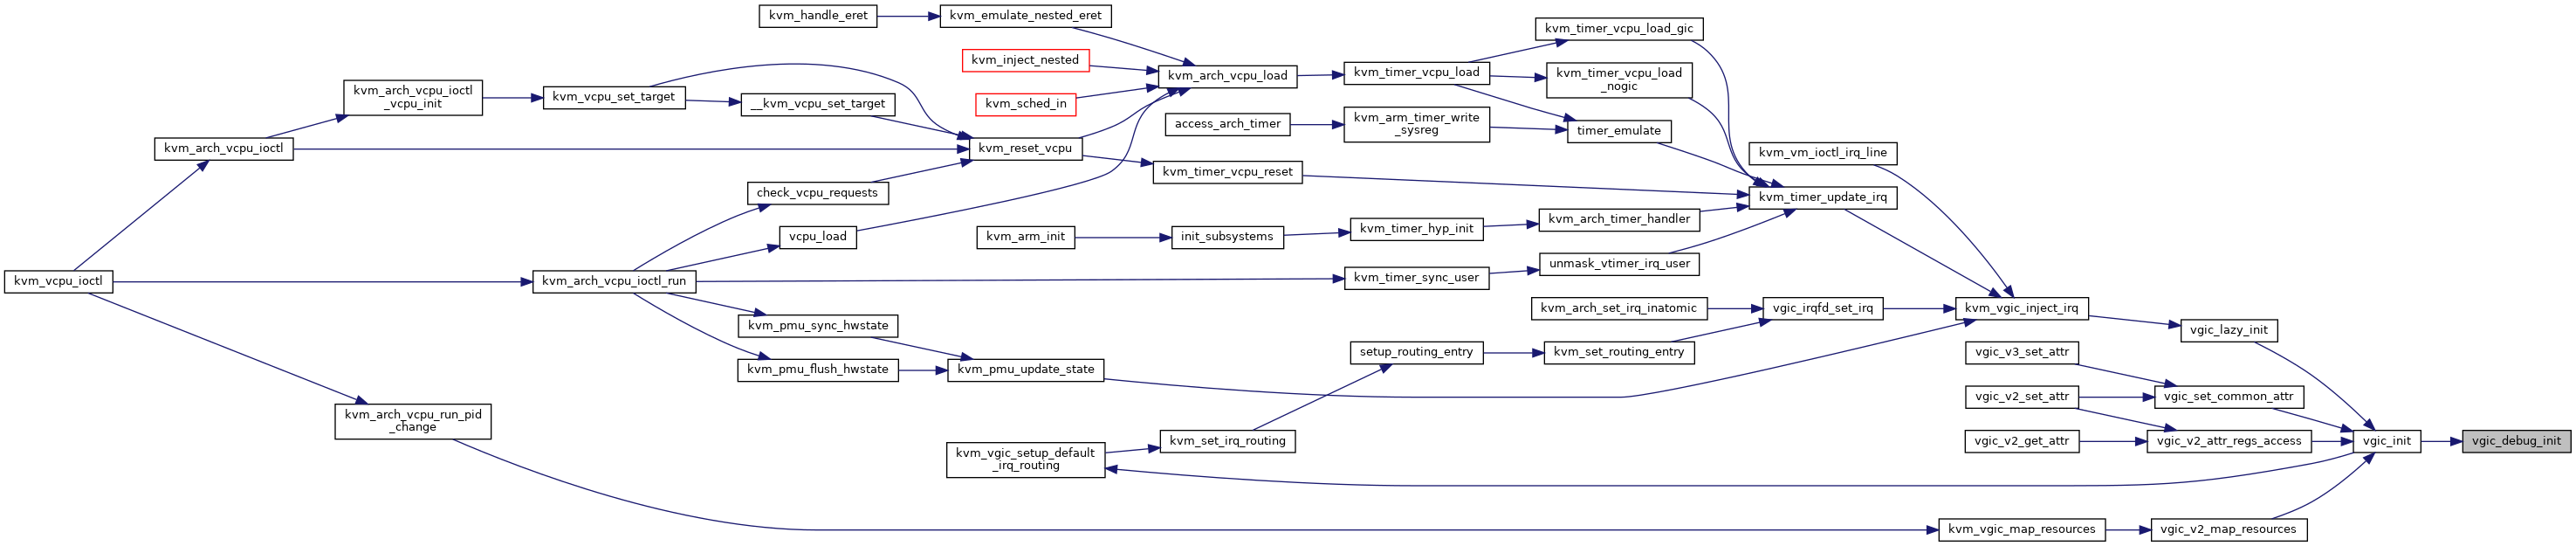 kvm_handle_eret
kvm_emulate_nested_eret
kvm_timer_vcpu_load_gic
kvm_inject_nested
kvm_arch_vcpu_load
kvm_timer_vcpu_load
kvm_timer_vcpu_load
_nogic
kvm_arch_vcpu_ioctl
_vcpu_init
kvm_vcpu_set_target
__kvm_vcpu_set_target
kvm_sched_in
access_arch_timer
kvm_arm_timer_write
_sysreg
timer_emulate
kvm_arch_vcpu_ioctl
kvm_reset_vcpu
kvm_vm_ioctl_irq_line
kvm_timer_vcpu_reset
check_vcpu_requests
kvm_timer_update_irq
kvm_arch_timer_handler
vcpu_load
kvm_arm_init
init_subsystems
kvm_timer_hyp_init
unmask_vtimer_irq_user
kvm_vcpu_ioctl
kvm_arch_vcpu_ioctl_run
kvm_timer_sync_user
kvm_arch_set_irq_inatomic
vgic_irqfd_set_irq
kvm_vgic_inject_irq
kvm_pmu_sync_hwstate
vgic_lazy_init
setup_routing_entry
kvm_set_routing_entry
vgic_v3_set_attr
kvm_pmu_flush_hwstate
kvm_pmu_update_state
vgic_v2_set_attr
vgic_set_common_attr
kvm_arch_vcpu_run_pid
_change
kvm_set_irq_routing
vgic_v2_get_attr
vgic_v2_attr_regs_access
vgic_init
vgic_debug_init
kvm_vgic_setup_default
_irq_routing
kvm_vgic_map_resources
vgic_v2_map_resources